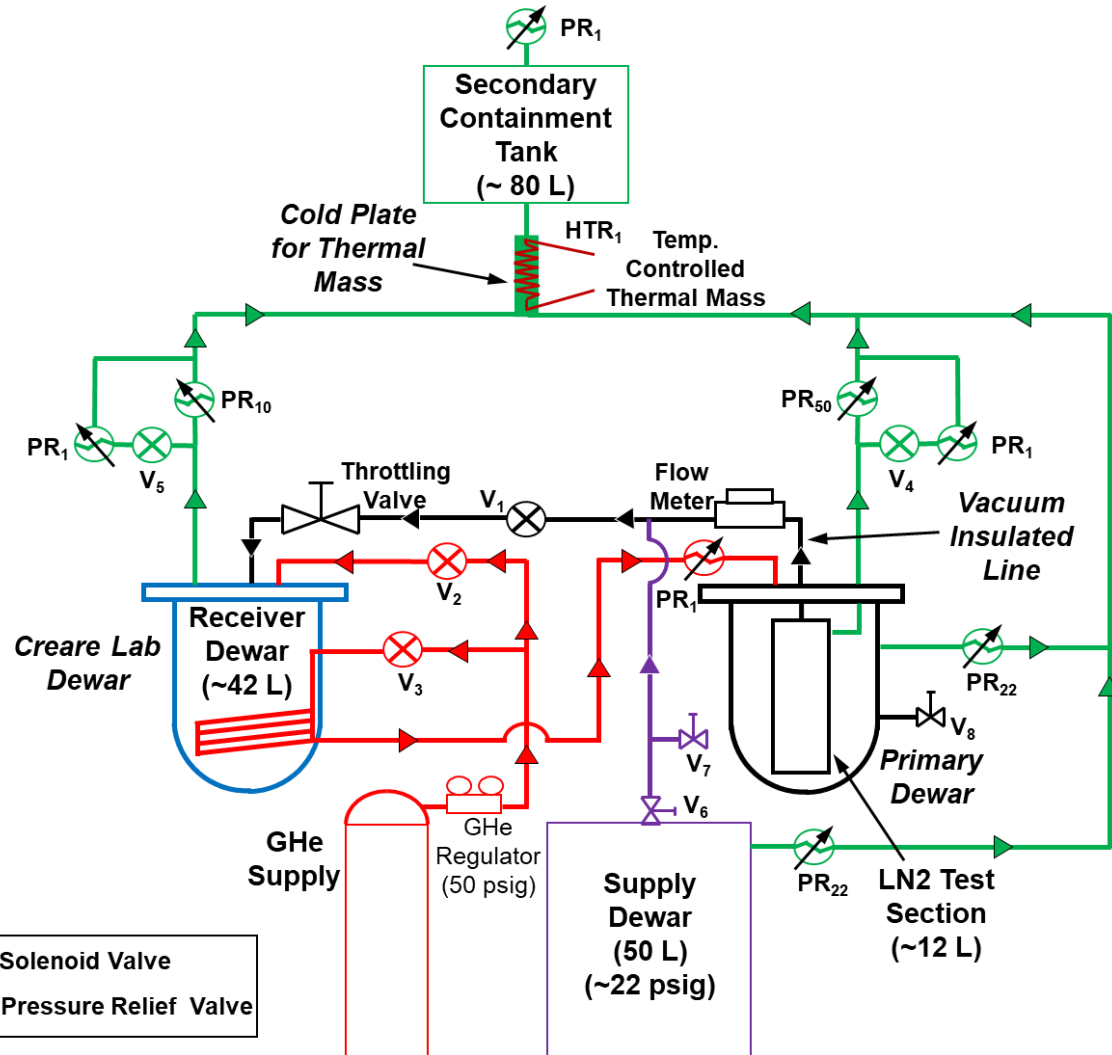 PR₁
Secondary
Containment
Tank
(~ 80 L)
Cold Plate
for Thermal
Mass
HTR₁
Temp.
Controlled
Thermal Mass
PR₁₀
PR₁
V₅
PR₅₀
V₄
PR₁
Throttling
Valve
V₁
Flow
Meter
Vacuum
Insulated
Line
V₂
PR₁
Creare Lab
Dewar
Receiver
Dewar
(~42 L)
V₃
PR₂₂
V₈
Primary
Dewar
V₇
V₆
GHe
Supply
GHe
Regulator
(50 psig)
Supply
Dewar
(50 L)
(~22 psig)
PR₂₂
LN2 Test
Section
(~12 L)
Solenoid Valve
Pressure Relief Valve